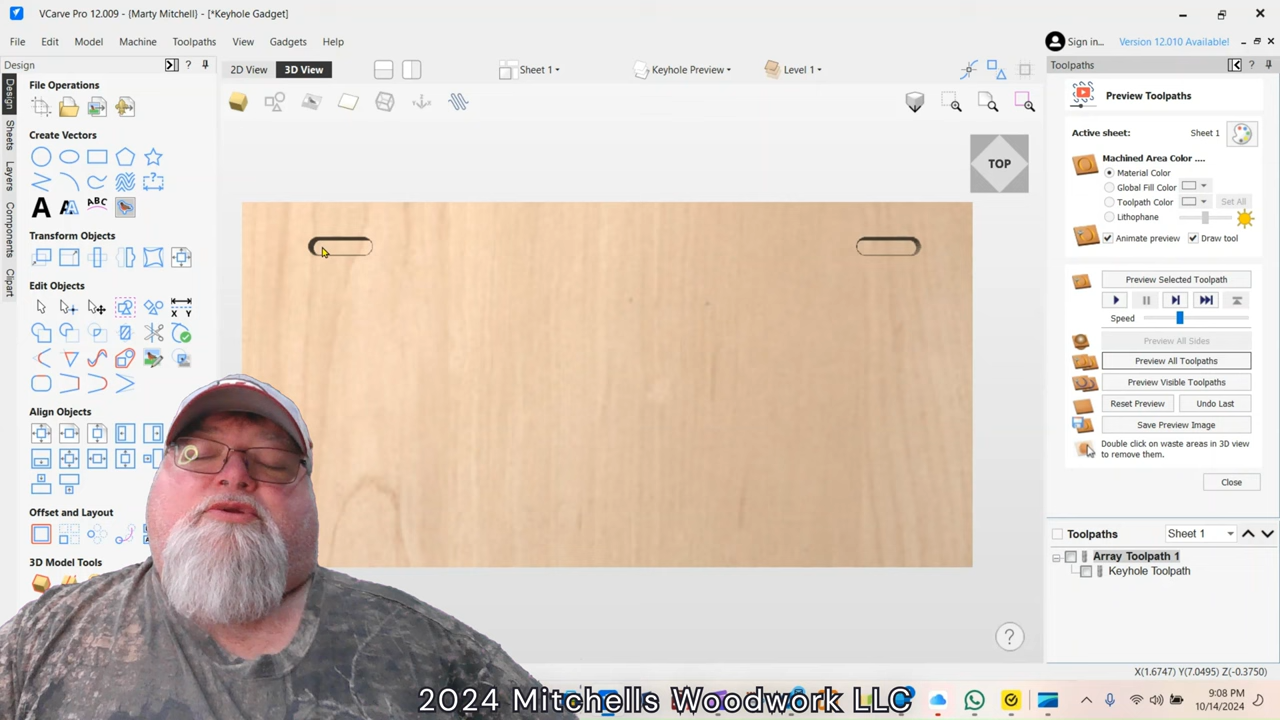 VCarve Pro 12.009 - {Marty Mitchell} - [*Keyhole Gadget]
File Edit Model Machine Toolpaths View Gadgets Help
Sign in... Version 12.010 Available!
Design ?
2D View 3D View Sheet 1 Keyhole Preview Level 1
Toolpaths ?
Design
Sheets
Layers
Components
Clipart
File Operations
Create Vectors
A A ABC
Transform Objects
Edit Objects
X Y
Align Objects
Offset and Layout
3D Model Tools
TOP
?
Preview Toolpaths
Active sheet: Sheet 1
Machined Area Color ....
Material Color
Global Fill Color
Toolpath Color Set All
Lithophane
Animate preview Draw tool
Preview Selected Toolpath
Speed
Preview All Sides
Preview All Toolpaths
Preview Visible Toolpaths
Reset Preview Undo Last
Save Preview Image
Double click on waste areas in 3D view
to remove them.
Close
Toolpaths Sheet 1
Array Toolpath 1
Keyhole Toolpath
X(1.6747) Y(7.0495) Z(-0.3750)
2024 Mitchells Woodwork LLC
9:08 PM
10/14/2024